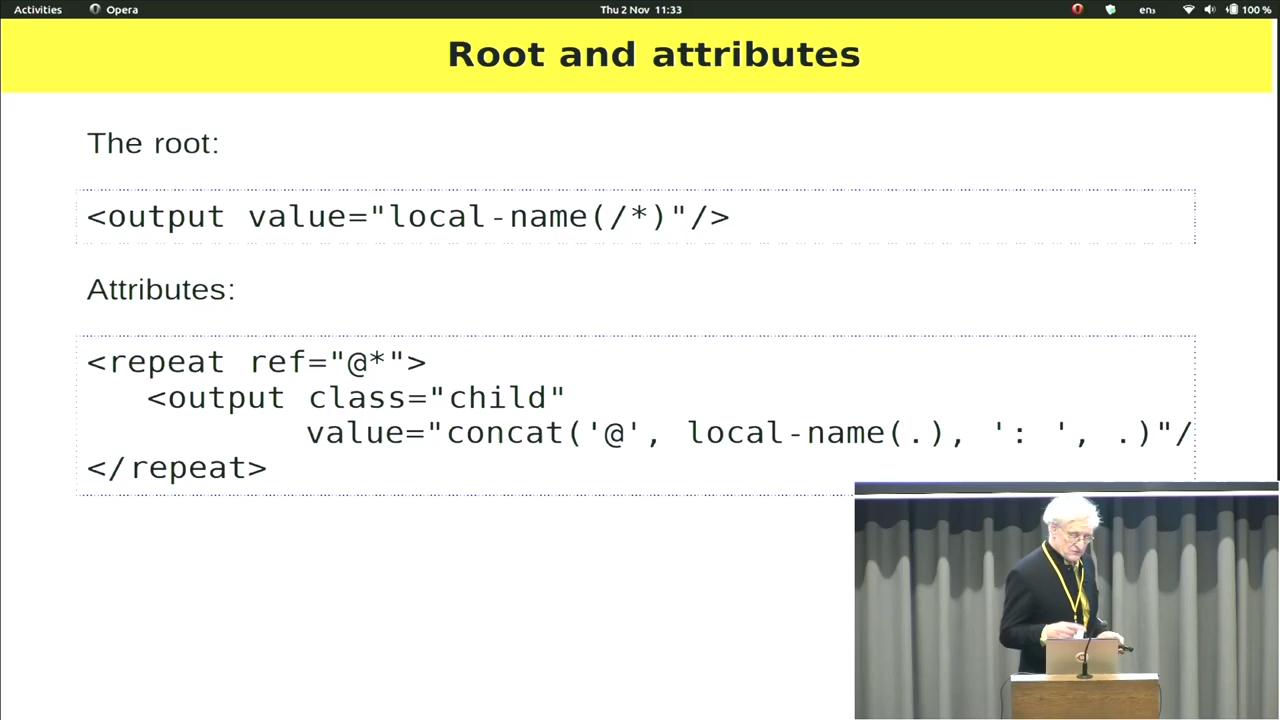 Activities Opera Thu 2 Nov 11:33 en₃ 100 %
Root and attributes
The root:
<output value="local-name(/*)"/>
Attributes:
<repeat ref="@*">
<output class="child"
value="concat('@', local-name(.), ': ', .)"/
</repeat>